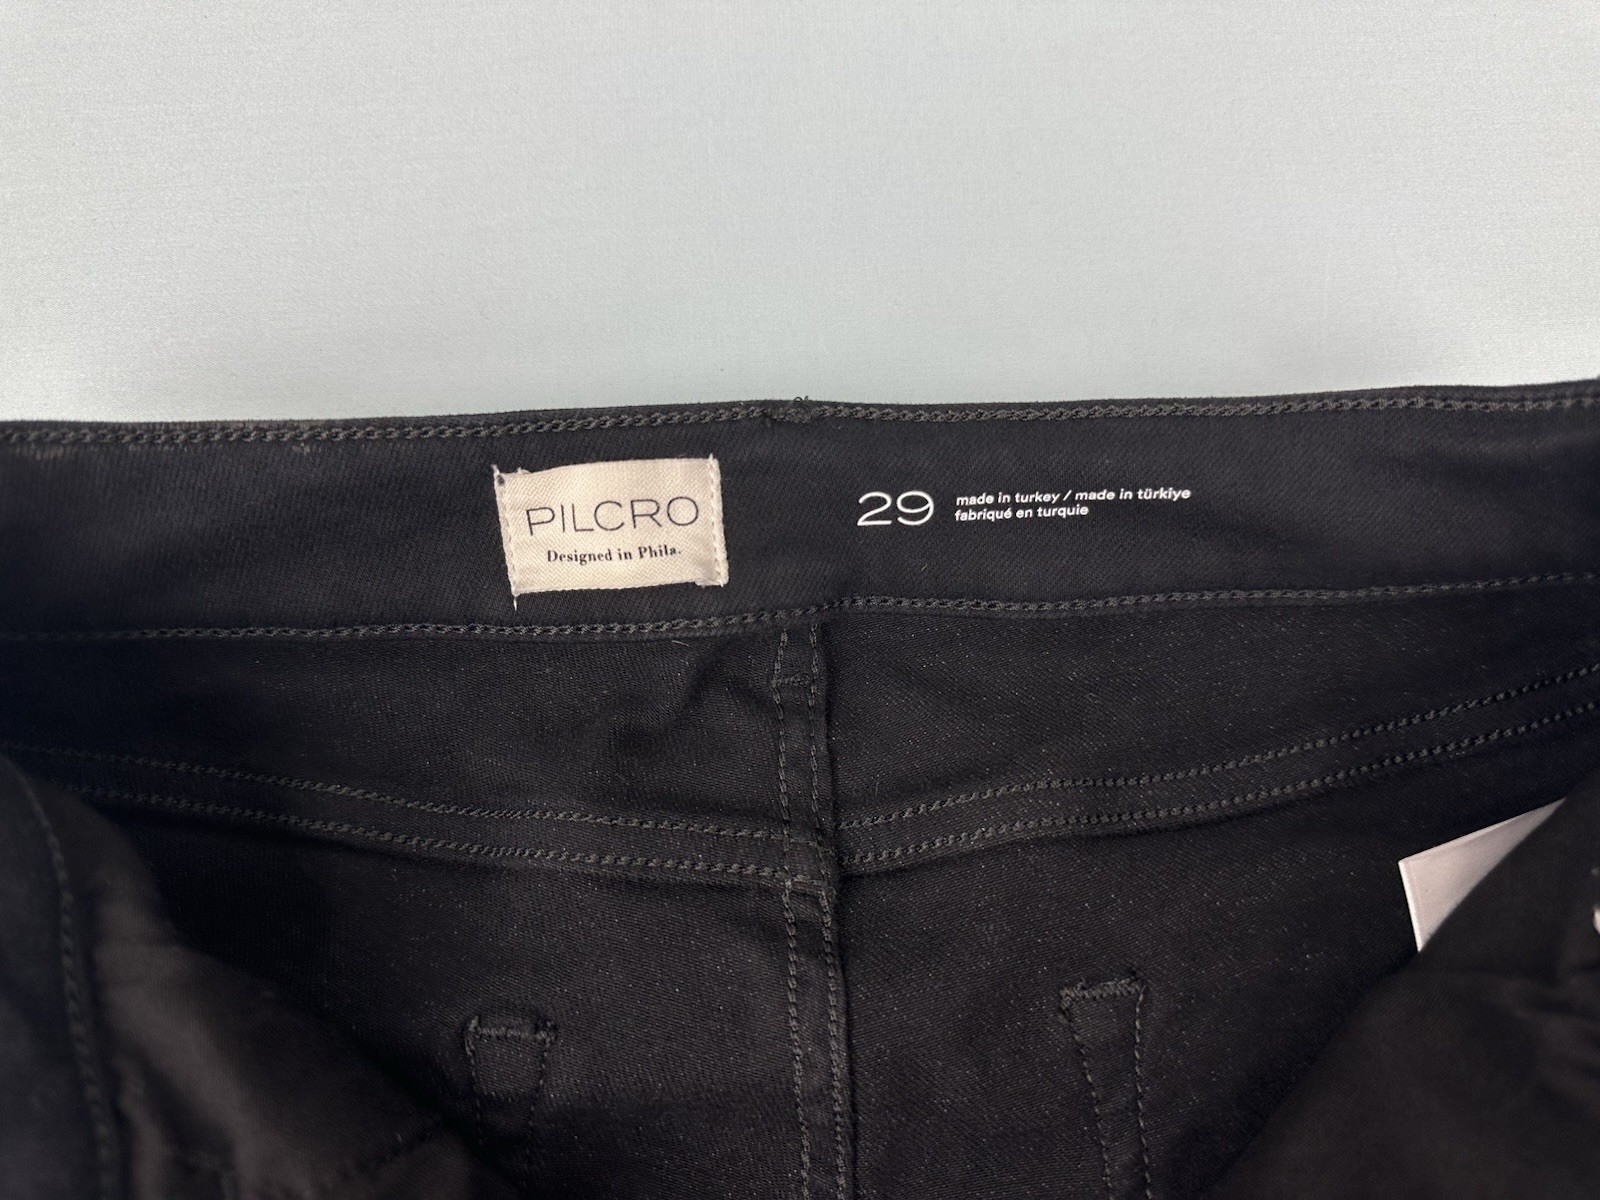 PILCRO
Designed in Phila.
29
made in turkey / made in türkiye
fabriqué en turquie